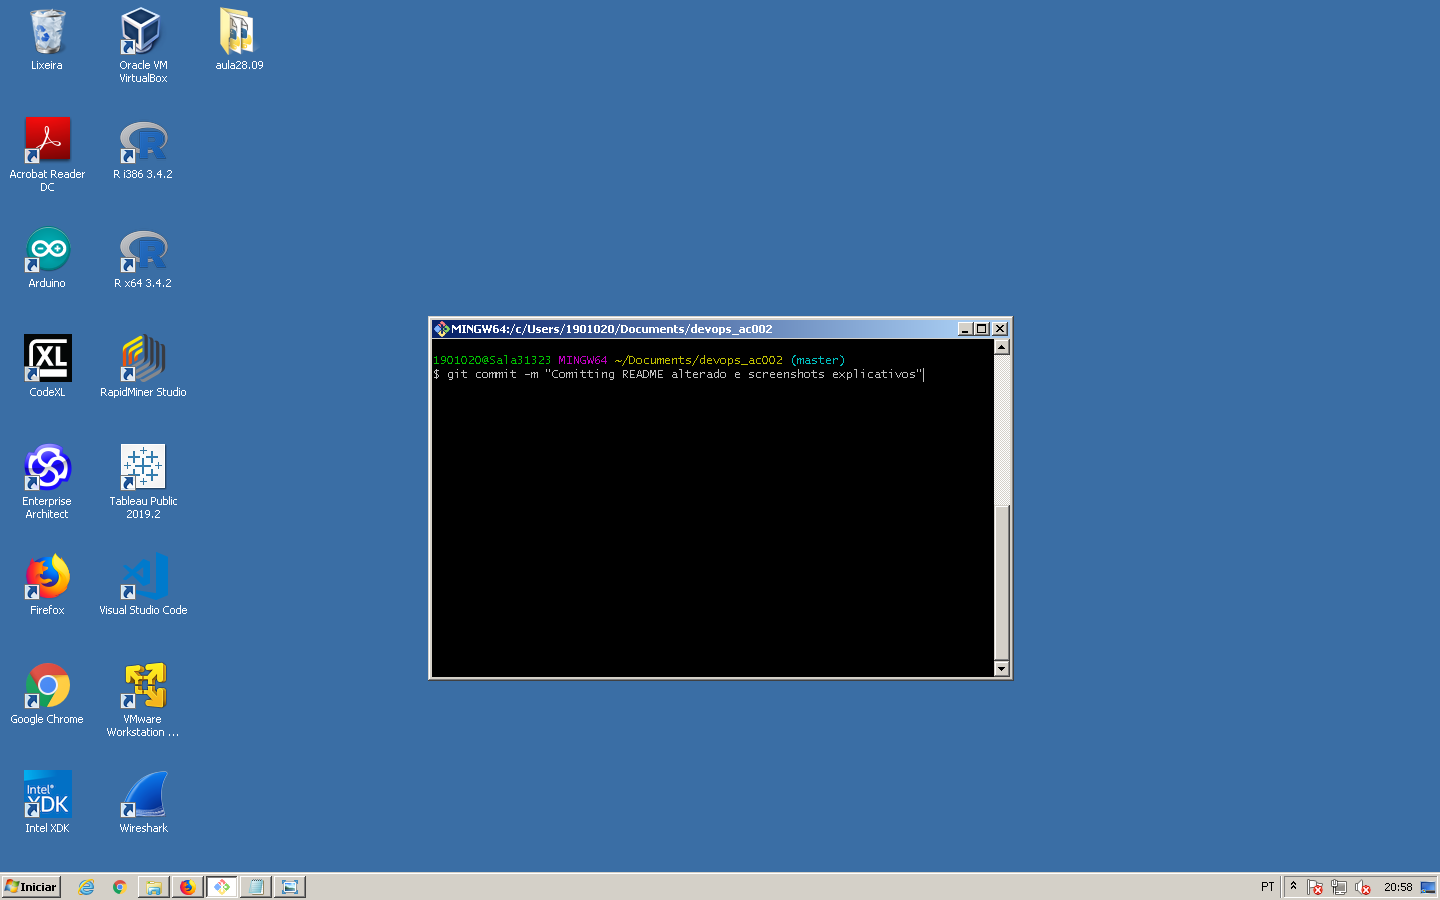 Lixeira
Oracle VM
VirtualBox
aula28.09
Acrobat Reader
DC
R i386 3.4.2
Arduino
R x64 3.4.2
XL
CodeXL
RapidMiner Studio
Enterprise
Architect
Tableau Public
2019.2
Firefox
Visual Studio Code
Google Chrome
VMware
Workstation ...
Intel®
XDK
Intel XDK
Wireshark
MINGW64:/c/Users/1901020/Documents/devops_ac002
1901020@Sala31323 MINGW64 ~/Documents/devops_ac002 (master)
$ git commit -m "Comitting README alterado e screenshots explicativos"
Iniciar
PT
20:58